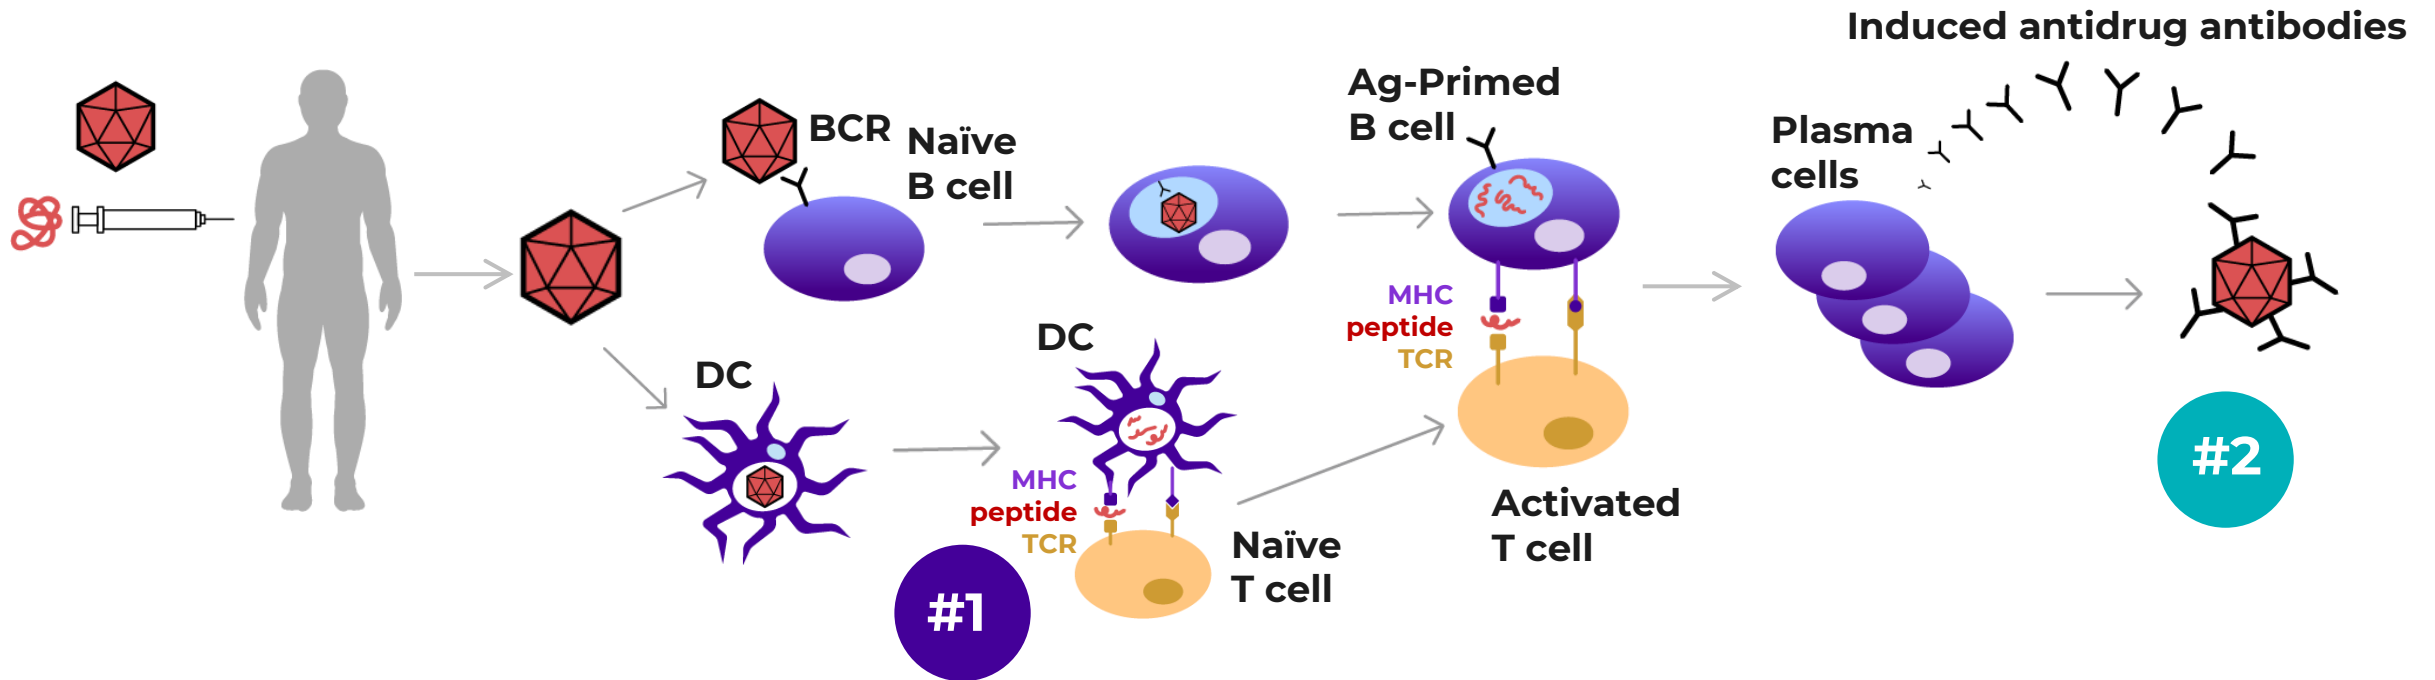 Induced antidrug antibodies
BCR
Naïve
B cell
Ag-Primed
B cell
Plasma
cells
MHC
peptide
TCR
DC
DC
MHC
peptide
TCR
Naïve
T cell
Activated
T cell
#1
#2